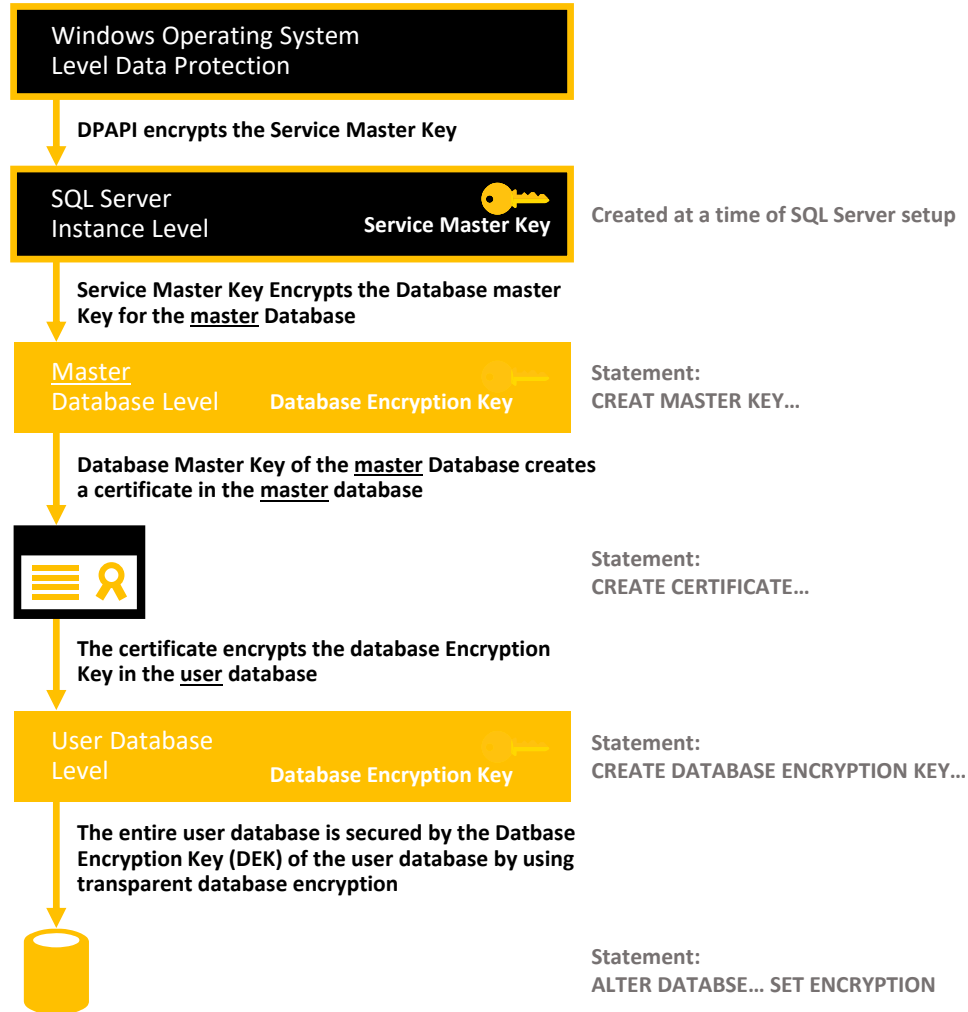 Windows Operating System
Level Data Protection
DPAPI encrypts the Service Master Key
SQL Server
Instance Level
Service Master Key
Created at a time of SQL Server setup
Service Master Key Encrypts the Database master
Key for the master Database
Master
Database Level
Database Encryption Key
Statement:
CREAT MASTER KEY…
Database Master Key of the master Database creates
a certificate in the master database
Statement:
CREATE CERTIFICATE…
The certificate encrypts the database Encryption
Key in the user database
User Database
Level
Database Encryption Key
Statement:
CREATE DATABASE ENCRYPTION KEY…
The entire user database is secured by the Datbase
Encryption Key (DEK) of the user database by using
transparent database encryption
Statement:
ALTER DATABSE… SET ENCRYPTION